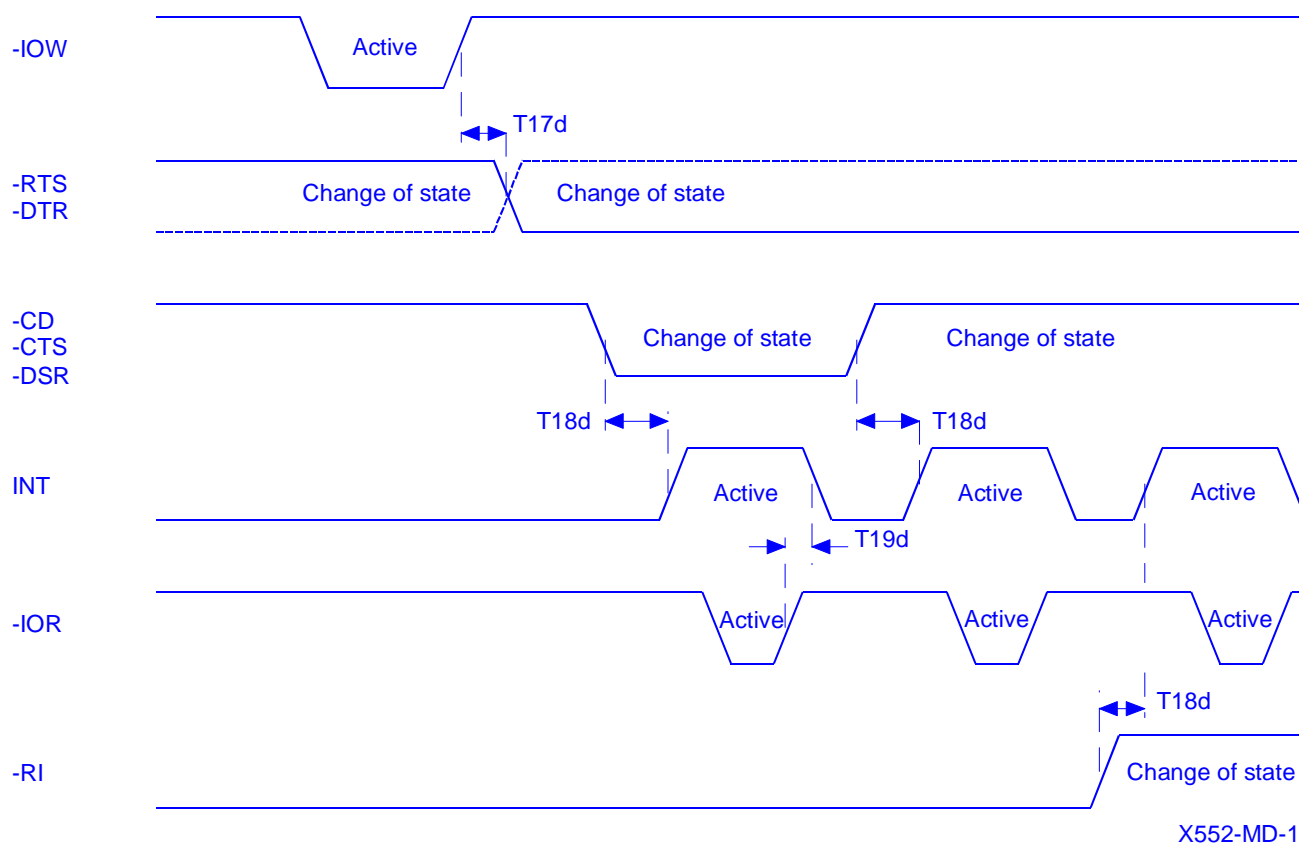 -IOW
Active
T17d
-RTS
-DTR
Change of state
Change of state
-CD
-CTS
-DSR
Change of state
Change of state
T18d
T18d
INT
Active
Active
Active
T19d
-IOR
Active
Active
Active
T18d
-RI
Change of state
X552-MD-1